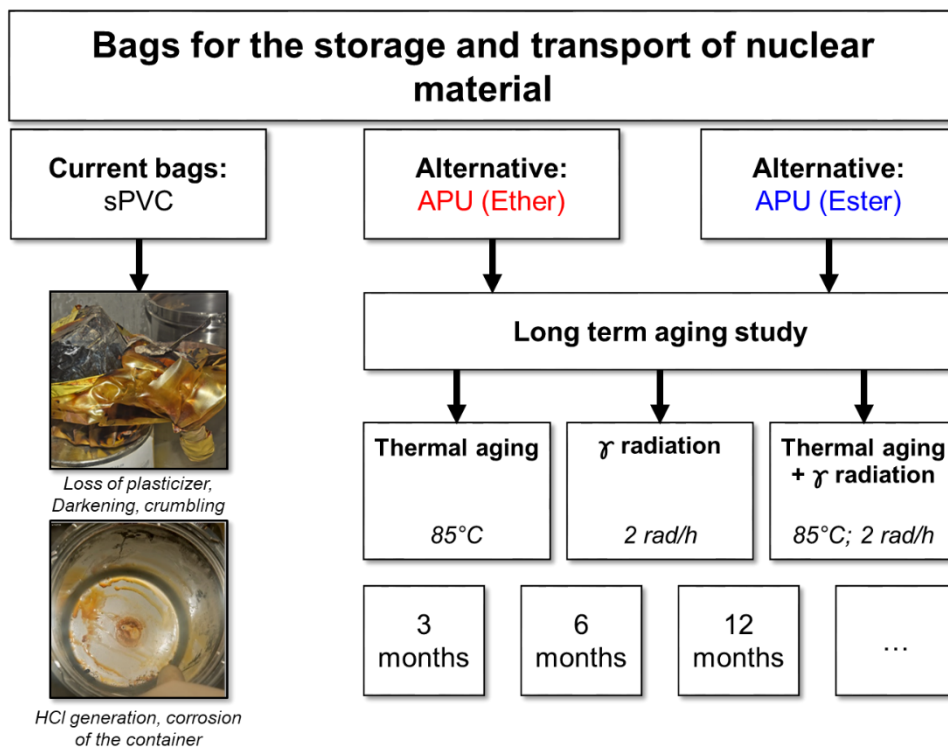 Bags for the storage and transport of nuclear
material
Current bags:
sPVC
Alternative:
APU (Ether)
Alternative:
APU (Ester)
Long term aging study
Loss of plasticizer,
Darkening, crumbling
HCl generation, corrosion
of the container
Thermal aging
85°C
ɣ radiation
2 rad/h
Thermal aging
+ ɣ radiation
85°C; 2 rad/h
3
months
6
months
12
months
…